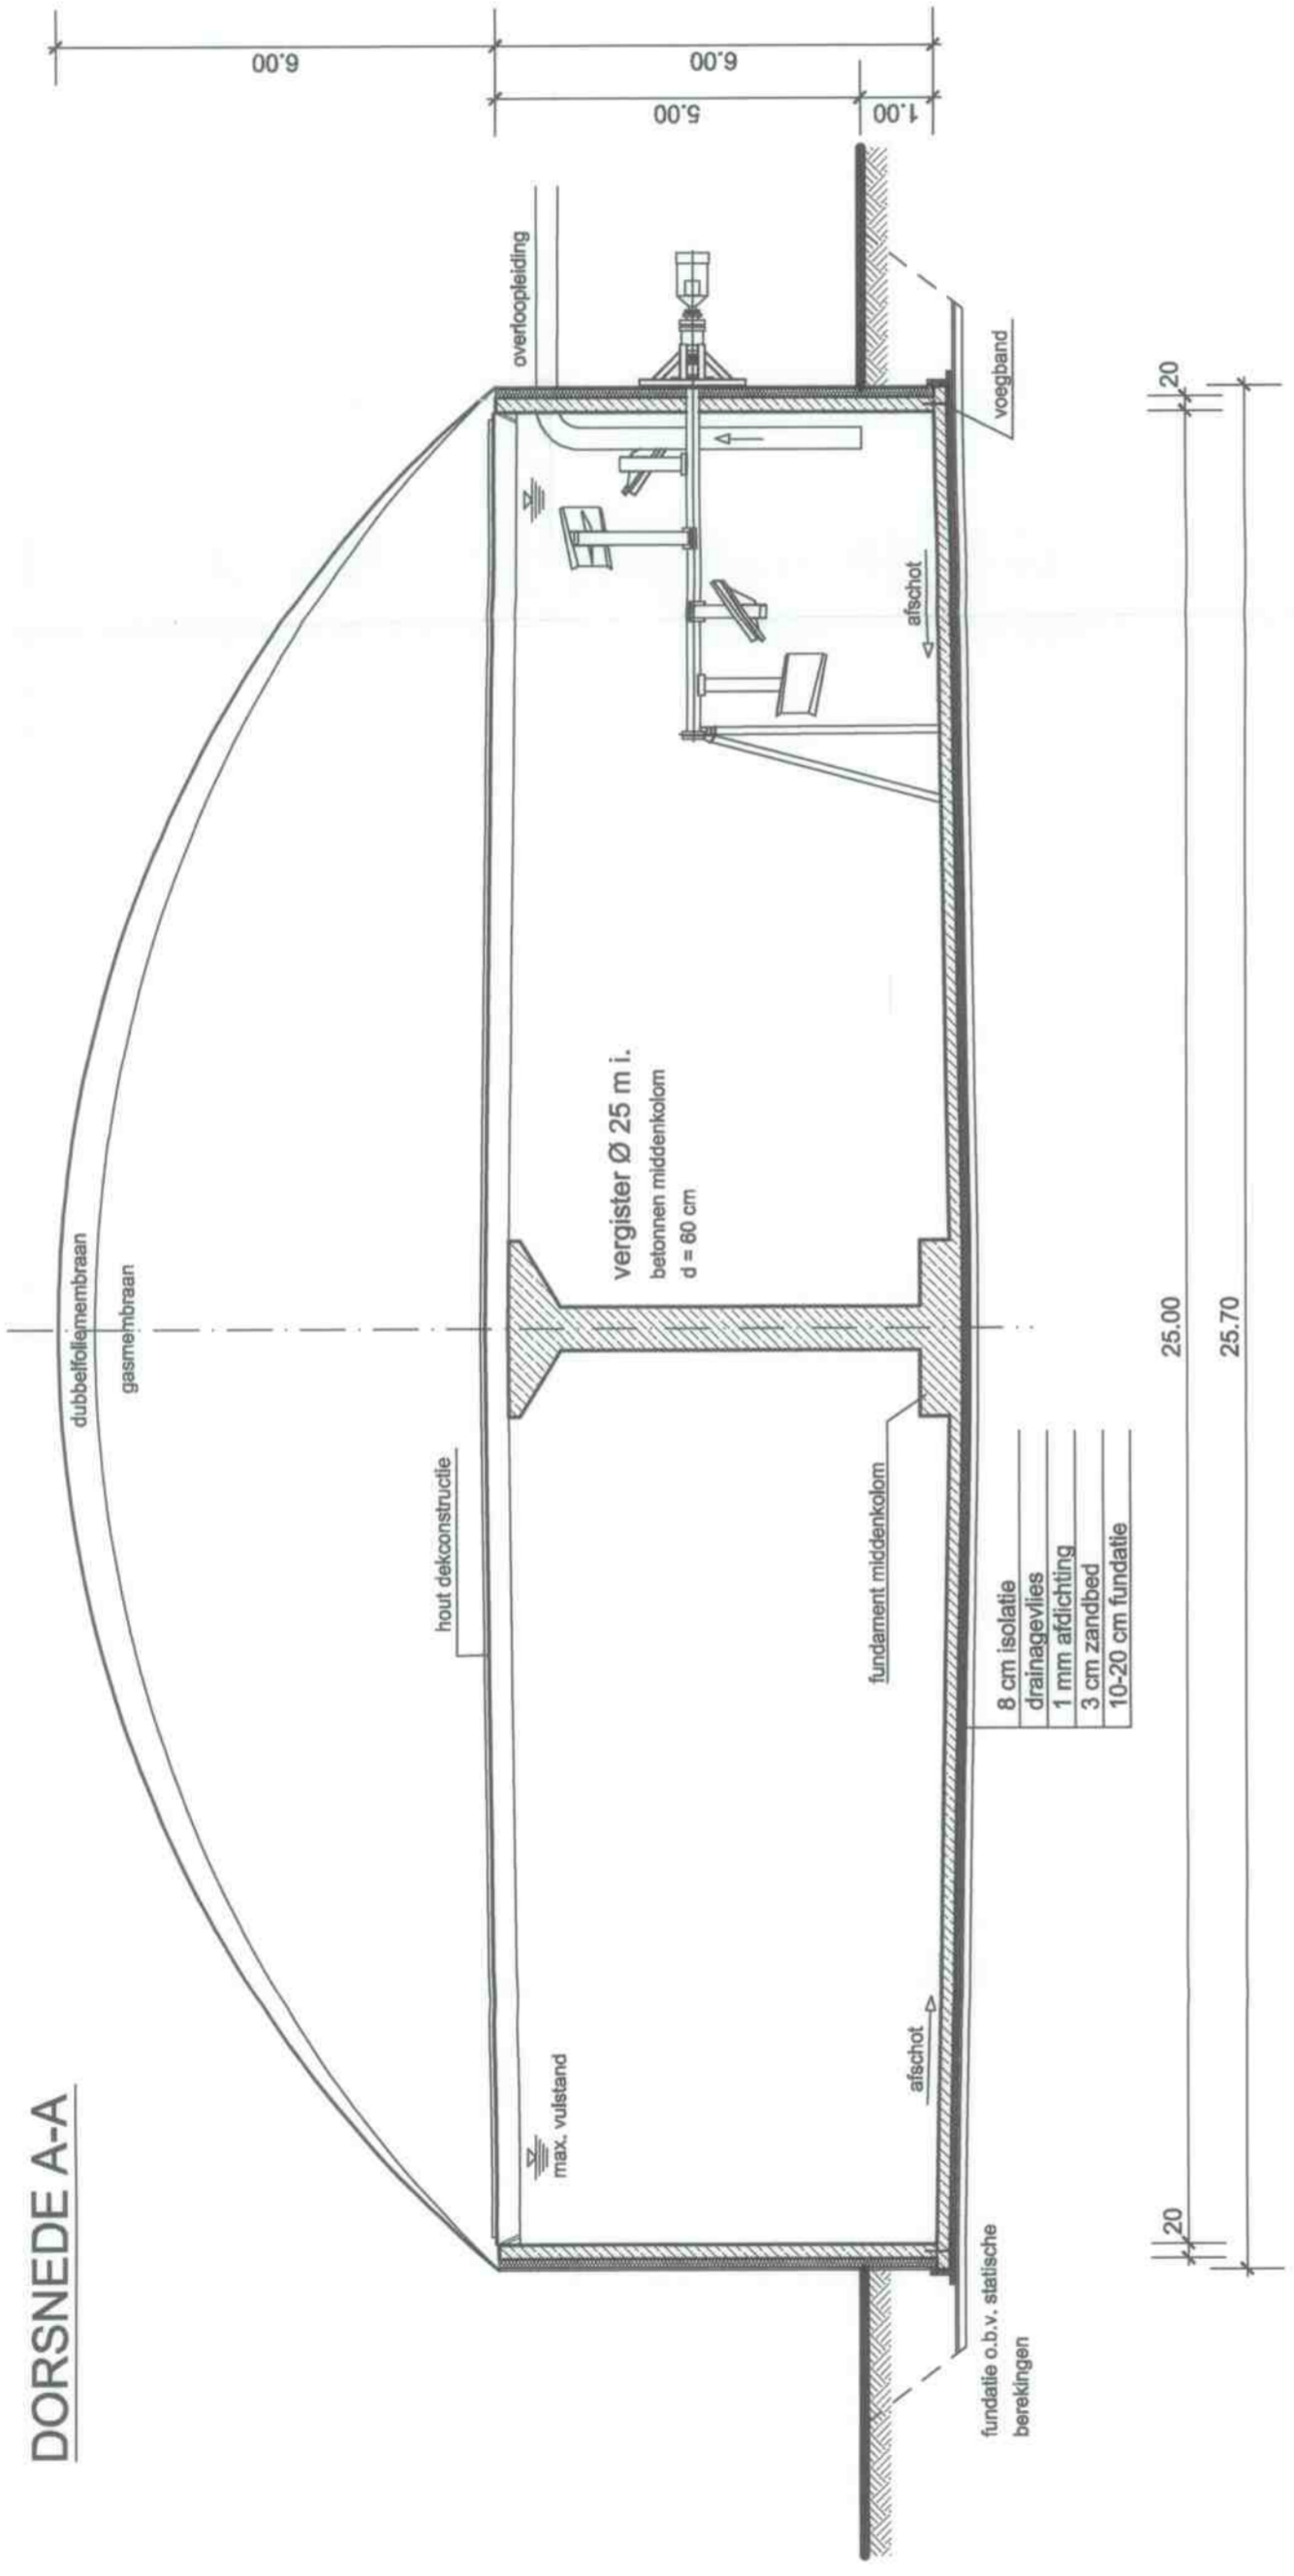 DORSNEDE A-A
dubbelfoliemembraan
gasmembraan
6.00
6.00
5.00
1.00
hout dekconstructie
overloopleiding
max. vulstand
vergister Ø 25 m i.
betonnen middenkolom
d = 60 cm
afschot
afschot
fundament middenkolom
voegband
fundatie o.b.v. statische
berekingen
8 cm isolatie
drainagevlies
1 mm afdichting
3 cm zandbed
10-20 cm fundatie
20
25.00
20
25.70